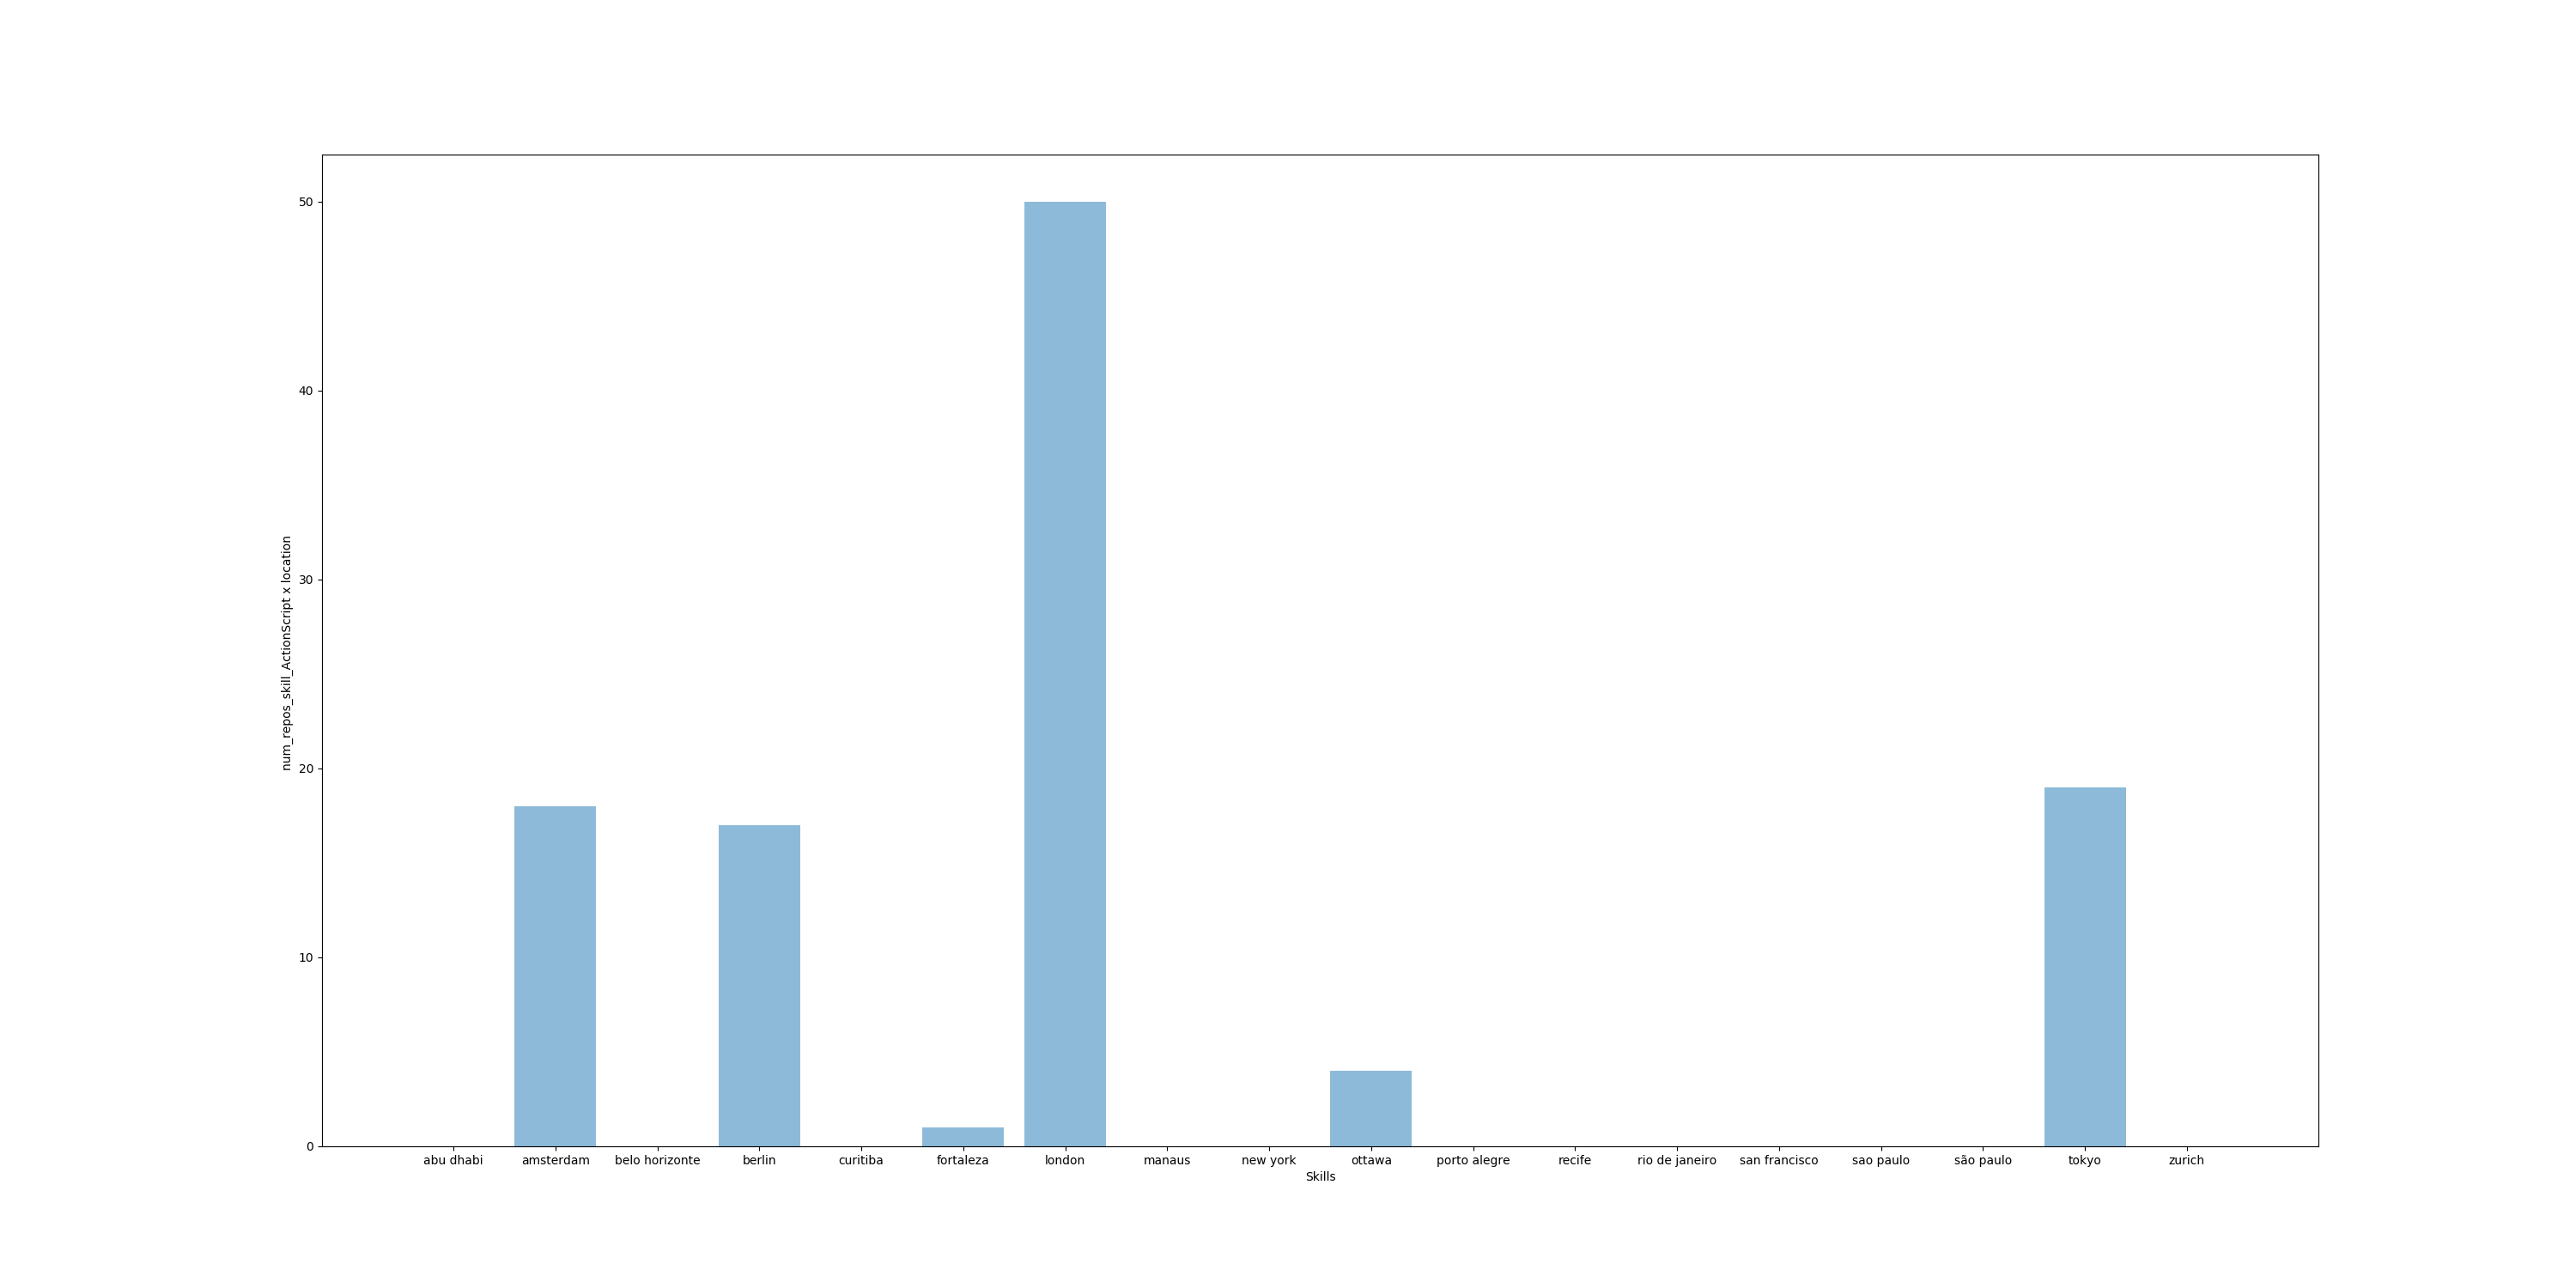 50
40
30
20
10
0
num_repos_skill_ActionScript x location
abu dhabi amsterdam belo horizonte berlin curitiba fortaleza london manaus new york ottawa porto alegre recife rio de janeiro san francisco sao paulo são paulo tokyo zurich
Skills